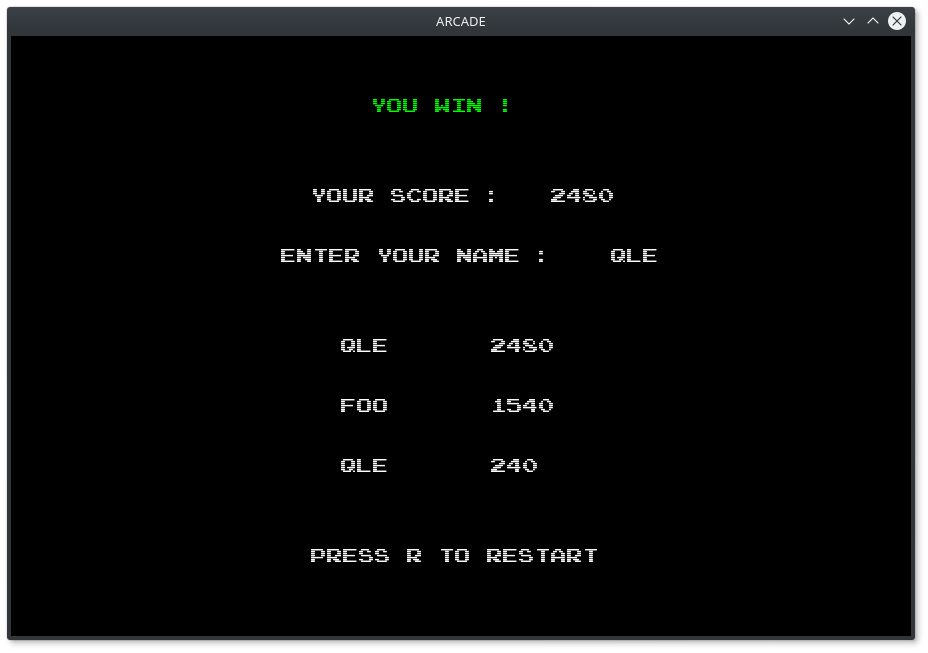 ARCADE
YOU WIN !
YOUR SCORE : 2480
ENTER YOUR NAME : QLE
QLE 2480
FOO 1540
QLE 240
PRESS R TO RESTART